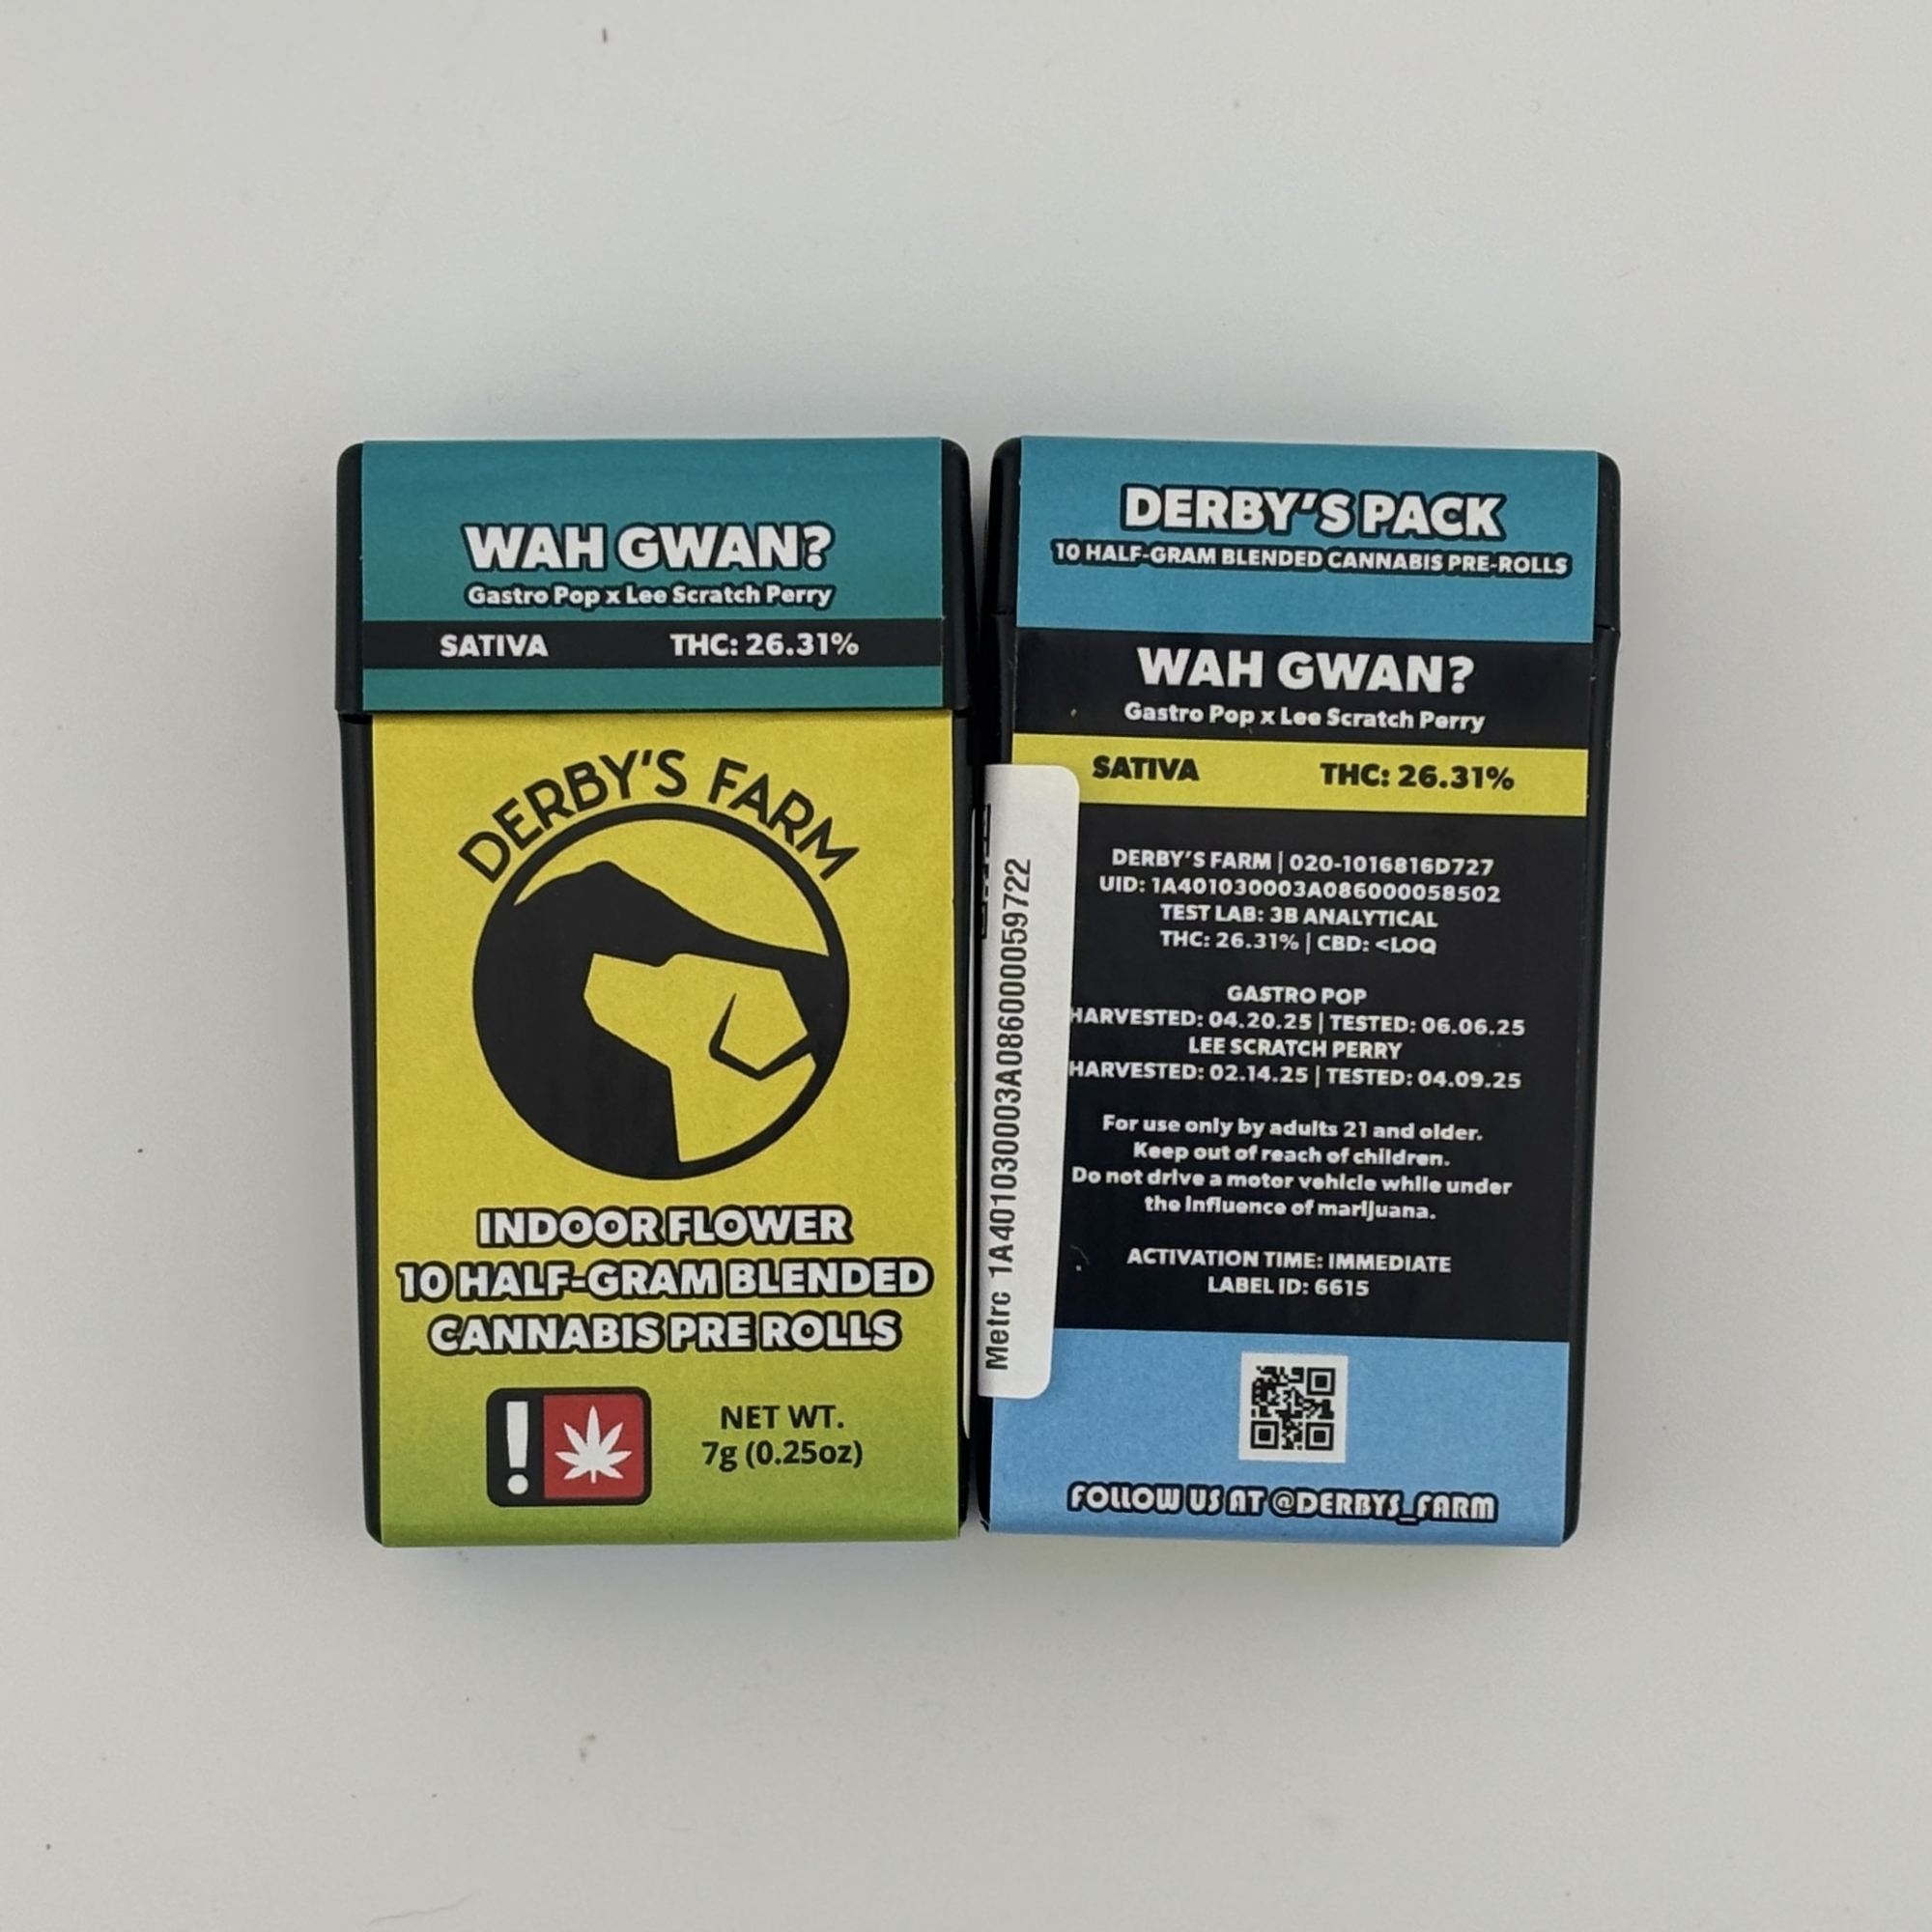 WAH GWAN?
Gastro Pop x Lee Scratch Perry
SATIVA THC: 26.31%
DERBY'S FARM
INDOOR FLOWER
10 HALF-GRAM BLENDED
CANNABIS PRE ROLLS
!
NET WT.
7g (0.25oz)
Metrc 1A401030003A086000059722
DERBY'S PACK
10 HALF-GRAM BLENDED CANNABIS PRE-ROLLS
WAH GWAN?
Gastro Pop x Lee Scratch Perry
SATIVA THC: 26.31%
DERBY'S FARM | 020-1016816D727
UID: 1A401030003A086000058502
TEST LAB: 3B ANALYTICAL
THC: 26.31% | CBD: <LOQ
GASTRO POP
HARVESTED: 04.20.25 | TESTED: 06.06.25
LEE SCRATCH PERRY
HARVESTED: 02.14.25 | TESTED: 04.09.25
For use only by adults 21 and older.
Keep out of reach of children.
Do not drive a motor vehicle while under
the influence of marijuana.
ACTIVATION TIME: IMMEDIATE
LABEL ID: 6615
FOLLOW US AT @DERBYS_FARM